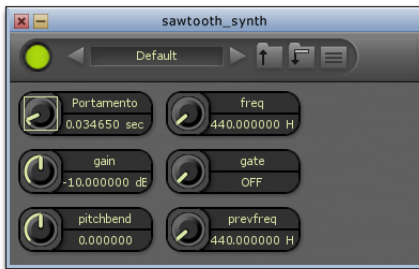 sawtooth_synth
Default
Portamento
0.034650 sec
freq
440.000000 H
gain
-10.000000 dB
gate
OFF
pitchbend
0.000000
prevfreq
440.000000 H